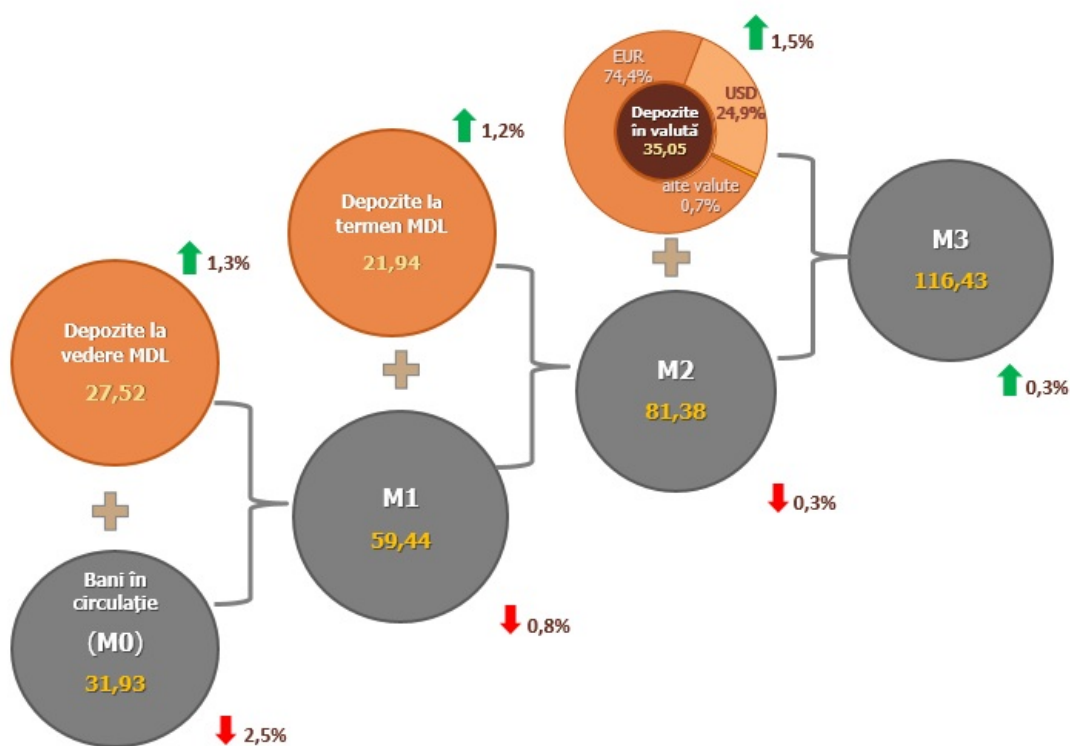 1,5%
EUR
74,4%
USD
24,9%
Depozite
în valută
35,05
alte valute
0,7%
1,2%
Depozite la
termen MDL
21,94
M3
116,43
0,3%
1,3%
Depozite la
vedere MDL
27,52
M2
81,38
0,3%
M1
59,44
0,8%
Bani în
circulație
(M0)
31,93
2,5%